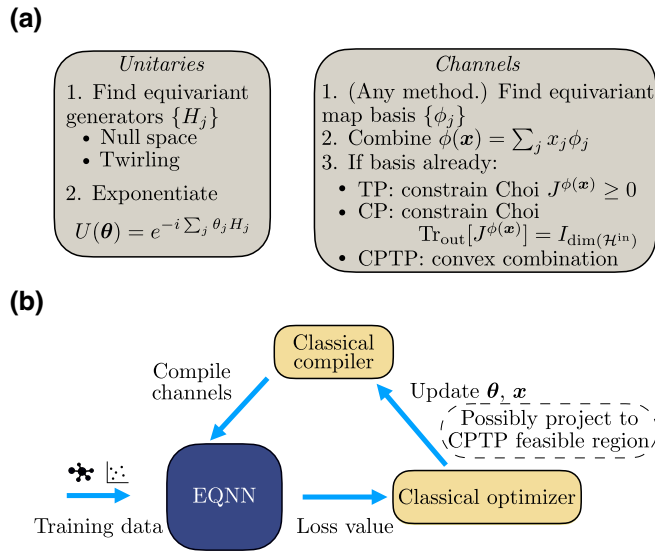 (a)
Unitaries
1. Find equivariant
generators {H_j}
• Null space
• Twirling
2. Exponentiate
U(θ) = e^{-i ∑_j θ_j H_j}
Channels
1. (Any method.) Find equivariant
map basis {ϕ_j}
2. Combine ϕ(x) = ∑_j x_j ϕ_j
3. If basis already:
• TP: constrain Choi J^{ϕ(x)} ≥ 0
• CP: constrain Choi
Tr_out[J^{ϕ(x)}] = I_{dim(ℋ^in)}
• CPTP: convex combination
(b)
Classical
compiler
Compile
channels
Update θ, x
Possibly project to
CPTP feasible region
EQNN
Classical optimizer
Training data
Loss value